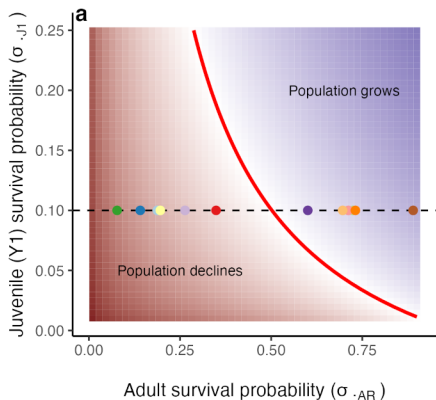 a
0.25
0.20
0.15
0.10
0.05
0.00
Juvenile (Y1) survival probability (σ ·J1)
Population grows
Population declines
0.00 0.25 0.50 0.75
Adult survival probability (σ ·AR)